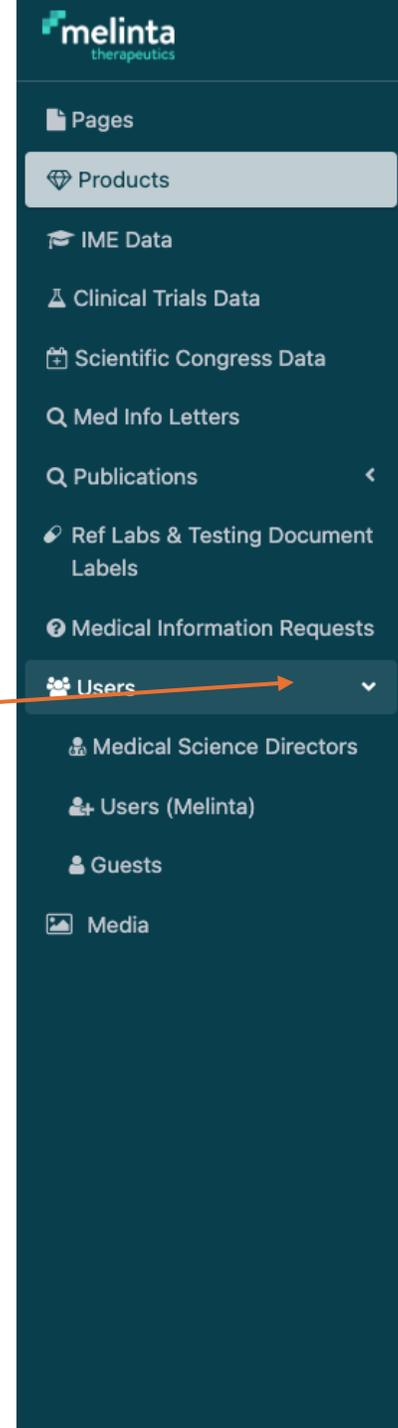 melinta
therapeutics
Pages
Products
IME Data
Clinical Trials Data
Scientific Congress Data
Med Info Letters
Publications
Ref Labs & Testing Document
Labels
Medical Information Requests
Users
Medical Science Directors
Users (Melinta)
Guests
Media